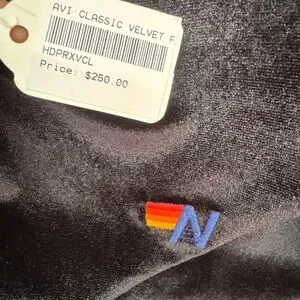 AVI CLASSIC VELVET
HDPRXVCL
Price: $250.00